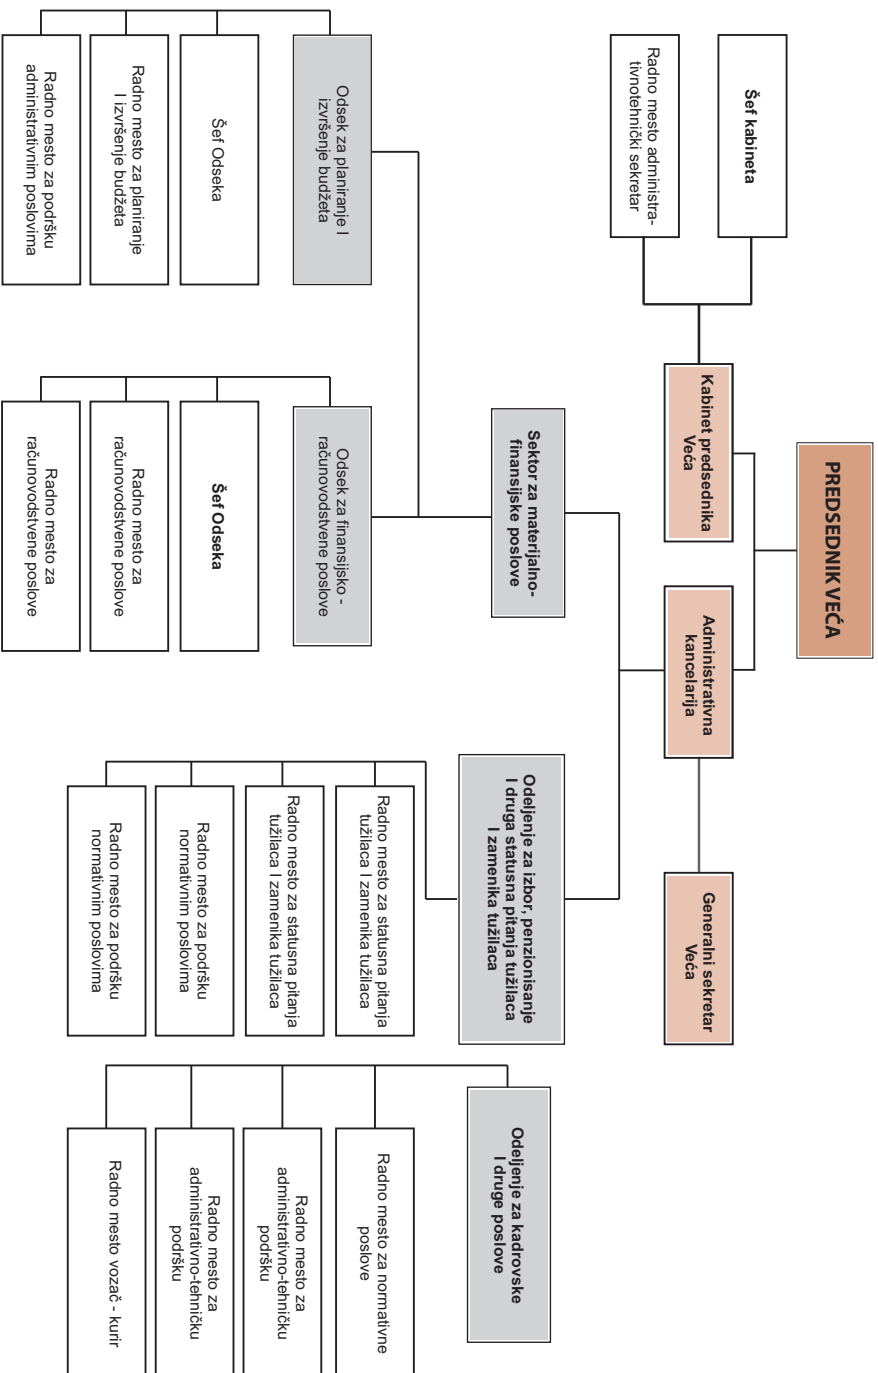 PREDSEDNIK VEĆA
Kabinet predsednika
Veća
Administrativna
kancelarija
Generalni sekretar
Veća
Šef kabineta
Radno mesto administra-
tivnotehnički sekretar
Sektor za materijalno-
finansijske poslove
Odeljenje za izbor, penzionisanje
I druga statusna pitanja tužilaca
I zamenika tužilaca
Odeljenje za kadrovske
I druge poslove
Odsek za planiranje I
izvršenje budžeta
Šef Odseka
Radno mesto za planiranje
I izvršenje budžeta
Radno mesto za podršku
administrativnim poslovima
Odsek za finansijsko -
računovodstvene poslove
Šef Odseka
Radno mesto za
računovodstvene poslove
Radno mesto za
računovodstvene poslove
Radno mesto za statusna pitanja
tužilaca I zamenika tužilaca
Radno mesto za statusna pitanja
tužilaca I zamenika tužilaca
Radno mesto za podršku
normativnim poslovima
Radno mesto za podršku
normativnim poslovima
Radno mesto za normativne
poslove
Radno mesto za
administrativno-tehničku
podršku
Radno mesto za
administrativno-tehničku
podršku
Radno mesto vozač - kurir